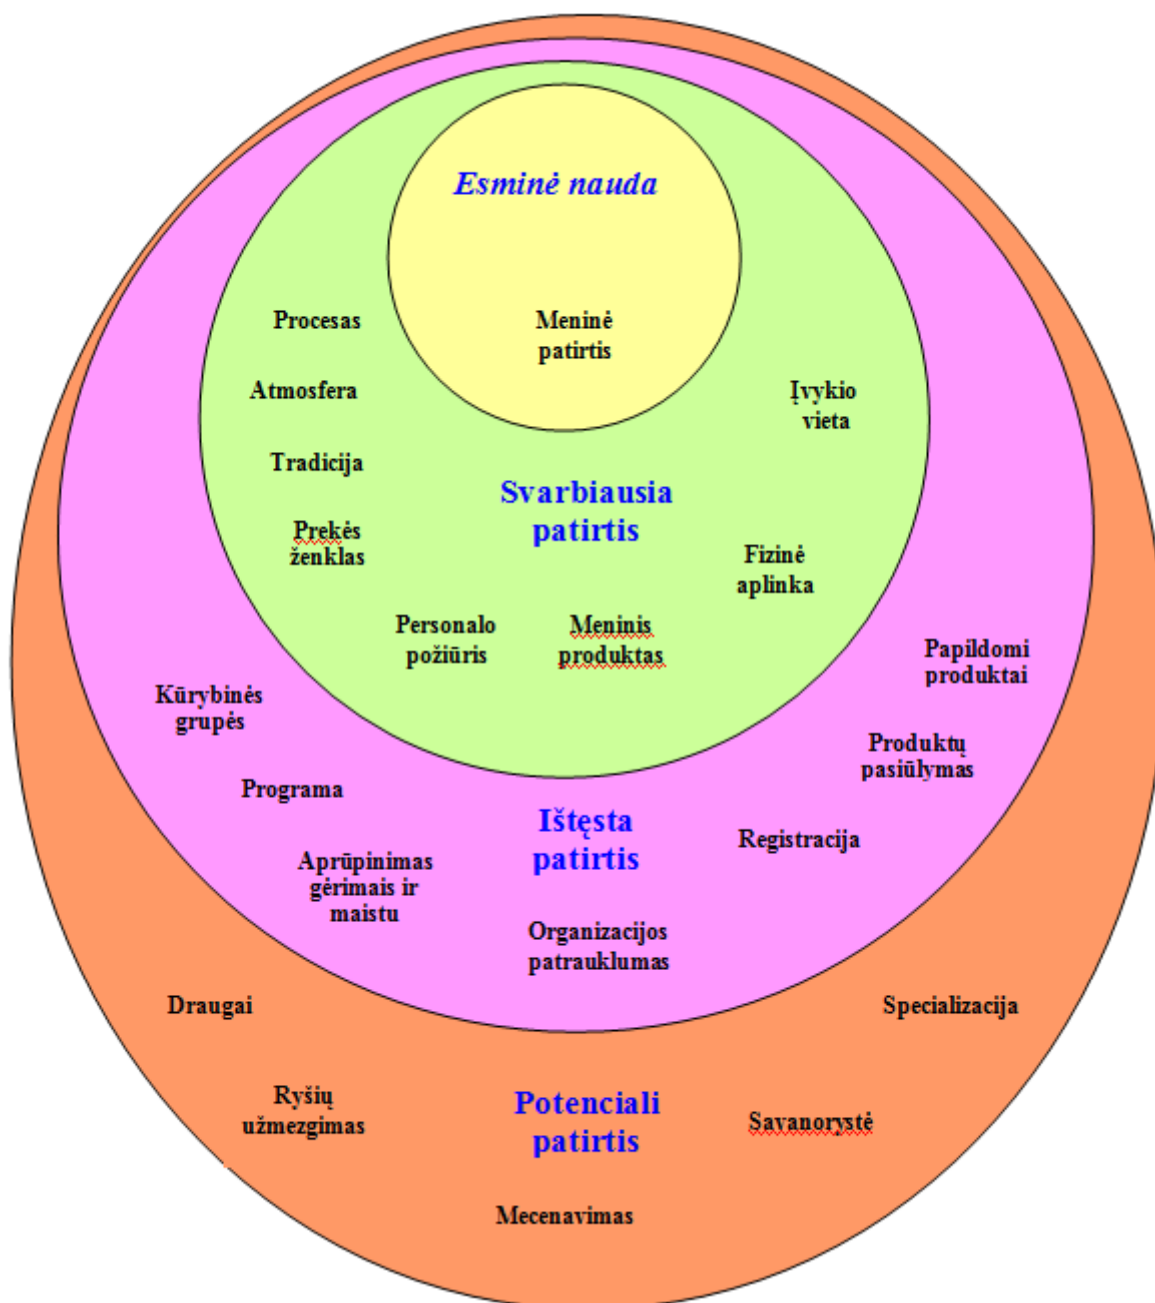 Esminė nauda
Meninė
patirtis
Procesas
Atmosfera
Tradicija
Prekės
ženklas
Įvykio
vieta
Svarbiausia
patirtis
Fizinė
aplinka
Personalo
požiūris
Meninis
produktas
Papildomi
produktai
Kūrybinės
grupės
Produktų
pasiūlymas
Programa
Ištęsta
patirtis
Registracija
Aprūpinimas
gėrimais ir
maistu
Organizacijos
patrauklumas
Draugai
Specializacija
Ryšių
užmezgimas
Potenciali
patirtis
Savanorystė
Mecenavimas